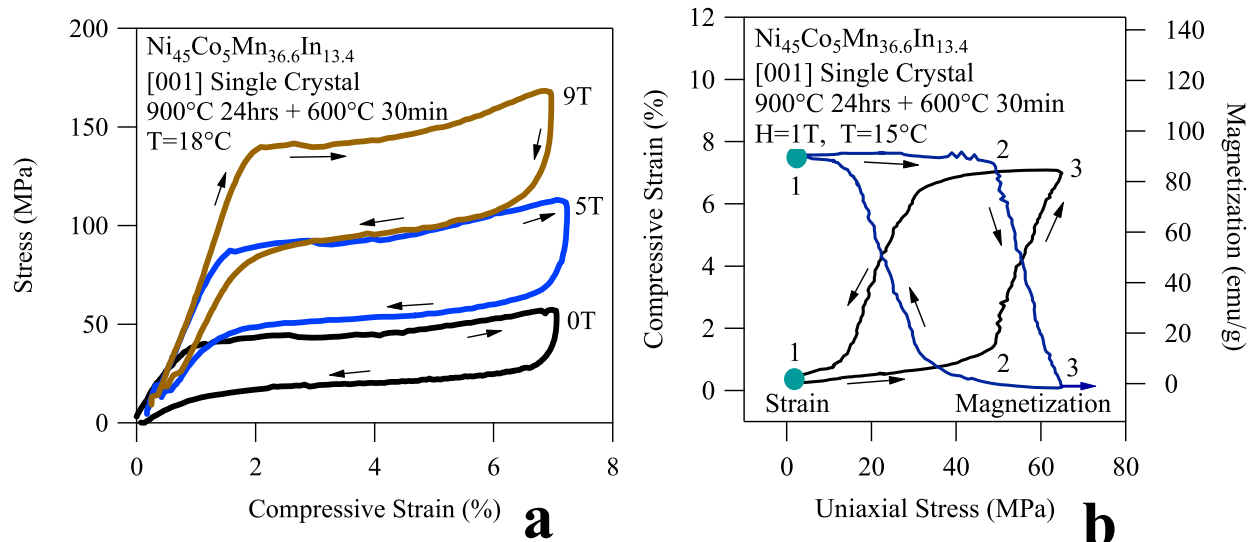 200
150
100
50
0
Stress (MPa)
Ni45Co5Mn36.6In13.4
[001] Single Crystal
900°C 24hrs + 600°C 30min
T=18°C
9T
5T
0T
0 2 4 6 8
Compressive Strain (%)
a
12
10
8
6
4
2
0
Compressive Strain (%)
Ni45Co5Mn36.6In13.4
[001] Single Crystal
900°C 24hrs + 600°C 30min
H=1T, T=15°C
1
2
3
1
2
3
Strain
Magnetization
140
120
100
80
60
40
20
0
Magnetization (emu/g)
0 20 40 60 80
Uniaxial Stress (MPa)
b